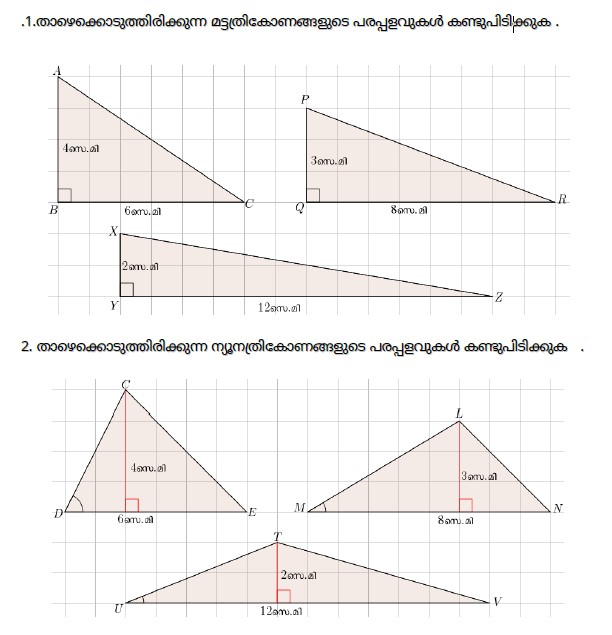 .1.താഴെക്കൊടുത്തിരിക്കുന്ന മട്ടത്രികോണങ്ങളുടെ പരപ്പളവുകൾ കണ്ടുപിടിക്കുക .
A
4സെ.മി
B
6സെ.മി
C
P
3സെ.മി
Q
8സെ.മി
R
X
2സെ.മി
Y
12സെ.മി
Z
2. താഴെക്കൊടുത്തിരിക്കുന്ന ന്യൂനത്രികോണങ്ങളുടെ പരപ്പളവുകൾ കണ്ടുപിടിക്കുക .
C
4സെ.മി
D
6സെ.മി
E
L
3സെ.മി
M
8സെ.മി
N
T
2സെ.മി
U
12സെ.മി
V